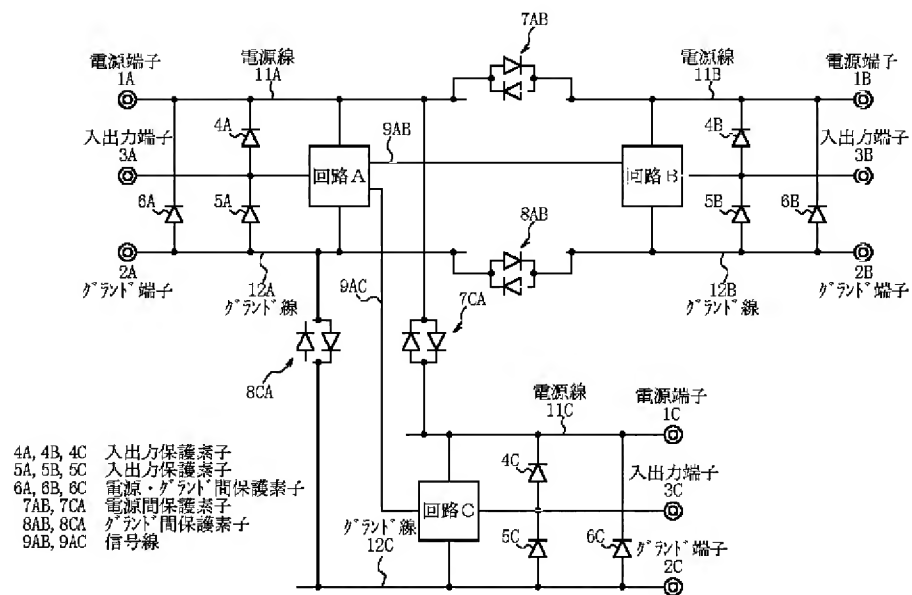 7AB
電源端子
1A
電源線
11A
電源線
11B
電源端子
1B
入出力端子
3A
4A
9AB
4B
入出力端子
3B
回路A
回路B
6A
5A
8AB
5B
6B
2A
グランド端子
12A
グランド線
9AC
7CA
12B
グランド線
2B
グランド端子
8CA
電源線
11C
電源端子
1C
4C
入出力端子
3C
回路C
グランド線
12C
5C
6C
グランド端子
2C
4A, 4B, 4C 入出力保護素子
5A, 5B, 5C 入出力保護素子
6A, 6B, 6C 電源・グランド間保護素子
7AB, 7CA 電源間保護素子
8AB, 8CA グランド間保護素子
9AB, 9AC 信号線